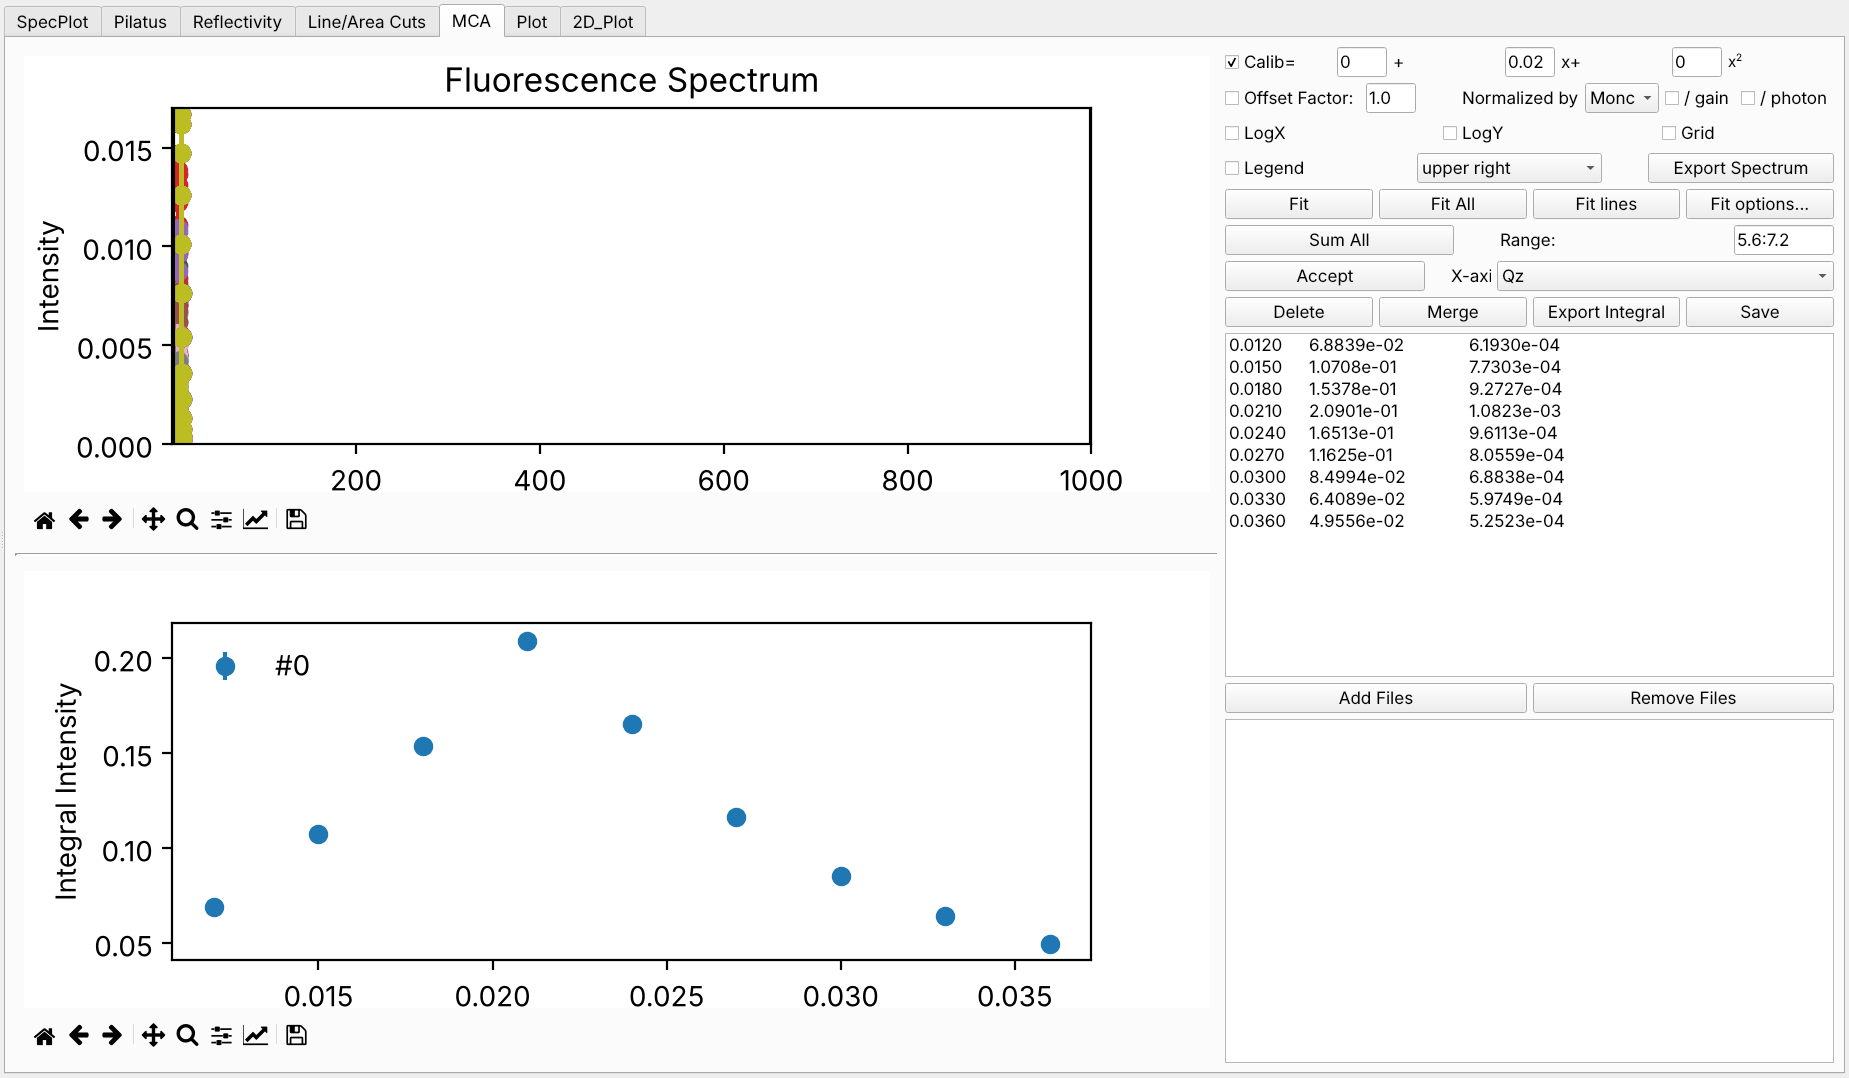 SpecPlot Pilatus Reflectivity Line/Area Cuts MCA Plot 2D_Plot
Fluorescence Spectrum
Intensity
0.015
0.010
0.005
0.000
200 400 600 800 1000
Integral Intensity
#0
0.20
0.15
0.10
0.05
0.015 0.020 0.025 0.030 0.035
Calib= 0 + 0.02 x+ 0 x²
Offset Factor: 1.0 Normalized by Monc / gain / photon
LogX LogY Grid
Legend upper right Export Spectrum
Fit Fit All Fit lines Fit options...
Sum All Range: 5.6:7.2
Accept X-axi Qz
Delete Merge Export Integral Save
0.0120 6.8839e-02 6.1930e-04
0.0150 1.0708e-01 7.7303e-04
0.0180 1.5378e-01 9.2727e-04
0.0210 2.0901e-01 1.0823e-03
0.0240 1.6513e-01 9.6113e-04
0.0270 1.1625e-01 8.0559e-04
0.0300 8.4994e-02 6.8838e-04
0.0330 6.4089e-02 5.9749e-04
0.0360 4.9556e-02 5.2523e-04
Add Files Remove Files